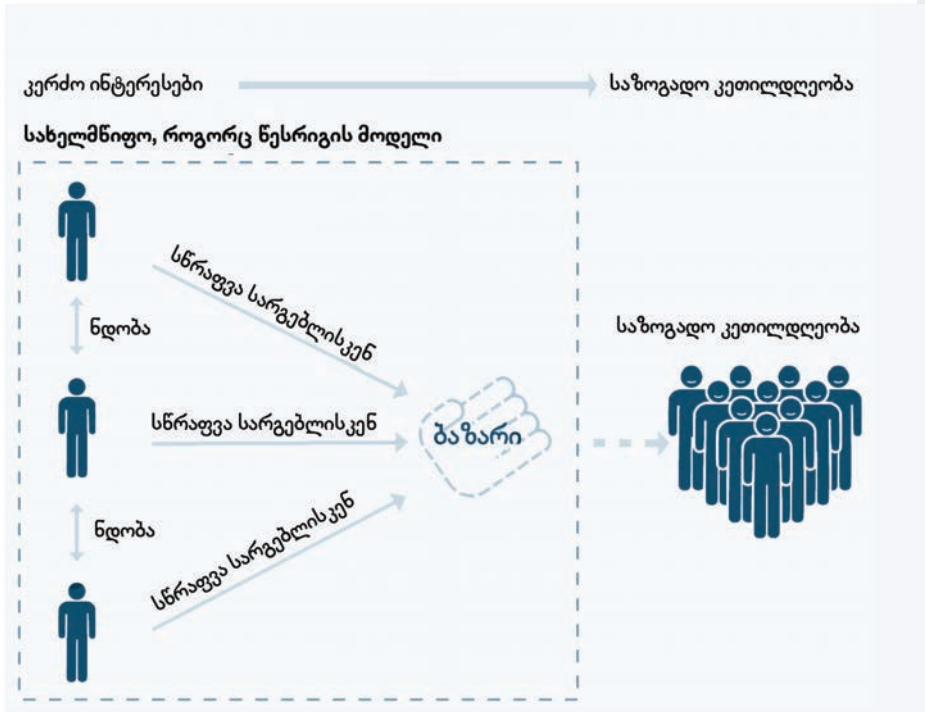 კერძო ინტერესები
საზოგადო კეთილდღეობა
სახელმწიფო, როგორც წესრიგის მოდელი
სწრაფვა სარგებლისკენ
ნდობა
საზოგადო კეთილდღეობა
სწრაფვა სარგებლისკენ
ბაზარი
ნდობა
სწრაფვა სარგებლისკენ